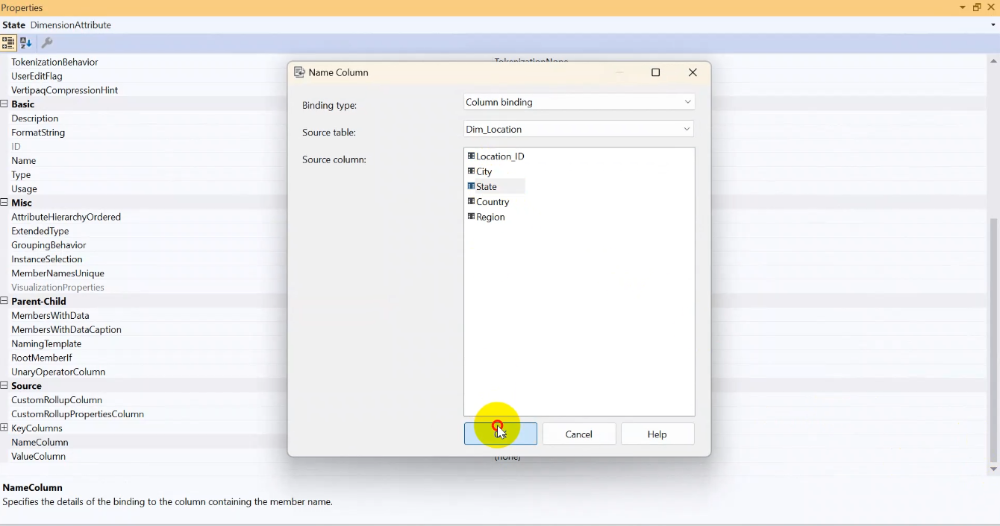 Properties
State DimensionAttribute
TokenizationBehavior
UserEditFlag
VertipaqCompressionHint
Basic
Description
FormatString
ID
Name
Type
Usage
Misc
AttributeHierarchyOrdered
ExtendedType
GroupingBehavior
InstanceSelection
MemberNamesUnique
VisualizationProperties
Parent-Child
MembersWithData
MembersWithDataCaption
NamingTemplate
RootMemberIf
UnaryOperatorColumn
Source
CustomRollupColumn
CustomRollupPropertiesColumn
KeyColumns
NameColumn
ValueColumn
(none)
Name Column
Binding type: Column binding
Source table: Dim_Location
Source column:
Location_ID
City
State
Country
Region
Cancel Help
NameColumn
Specifies the details of the binding to the column containing the member name.